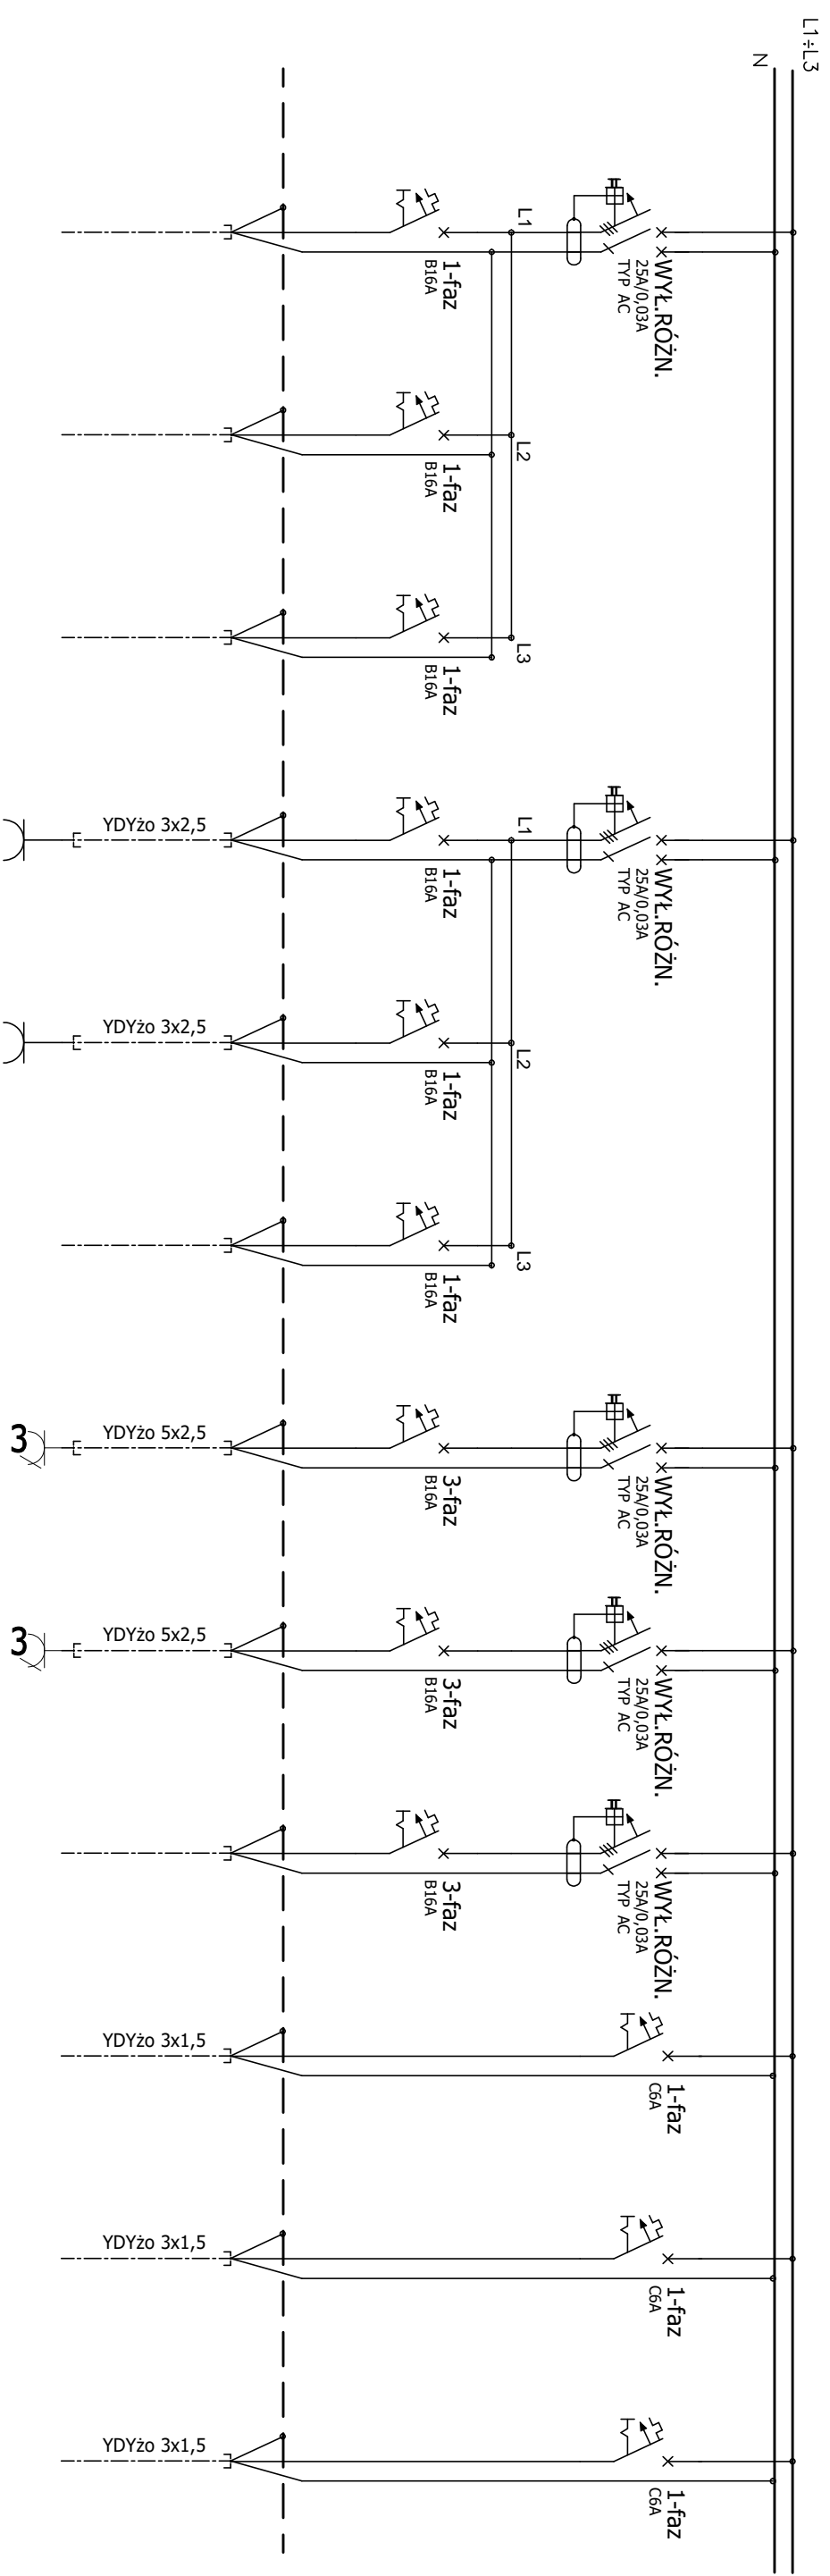 L1÷L3
N
WYŁ.RÓŻN.
25A/0,03A
TYP AC
L1
1-faz
B16A
L2
1-faz
B16A
L3
1-faz
B16A
WYŁ.RÓŻN.
25A/0,03A
TYP AC
L1
1-faz
B16A
YDYżo 3x2,5
L2
1-faz
B16A
YDYżo 3x2,5
L3
1-faz
B16A
WYŁ.RÓŻN.
25A/0,03A
TYP AC
3-faz
B16A
YDYżo 5x2,5
3
WYŁ.RÓŻN.
25A/0,03A
TYP AC
3-faz
B16A
YDYżo 5x2,5
3
WYŁ.RÓŻN.
25A/0,03A
TYP AC
3-faz
B16A
1-faz
C6A
YDYżo 3x1,5
1-faz
C6A
YDYżo 3x1,5
1-faz
C6A
YDYżo 3x1,5